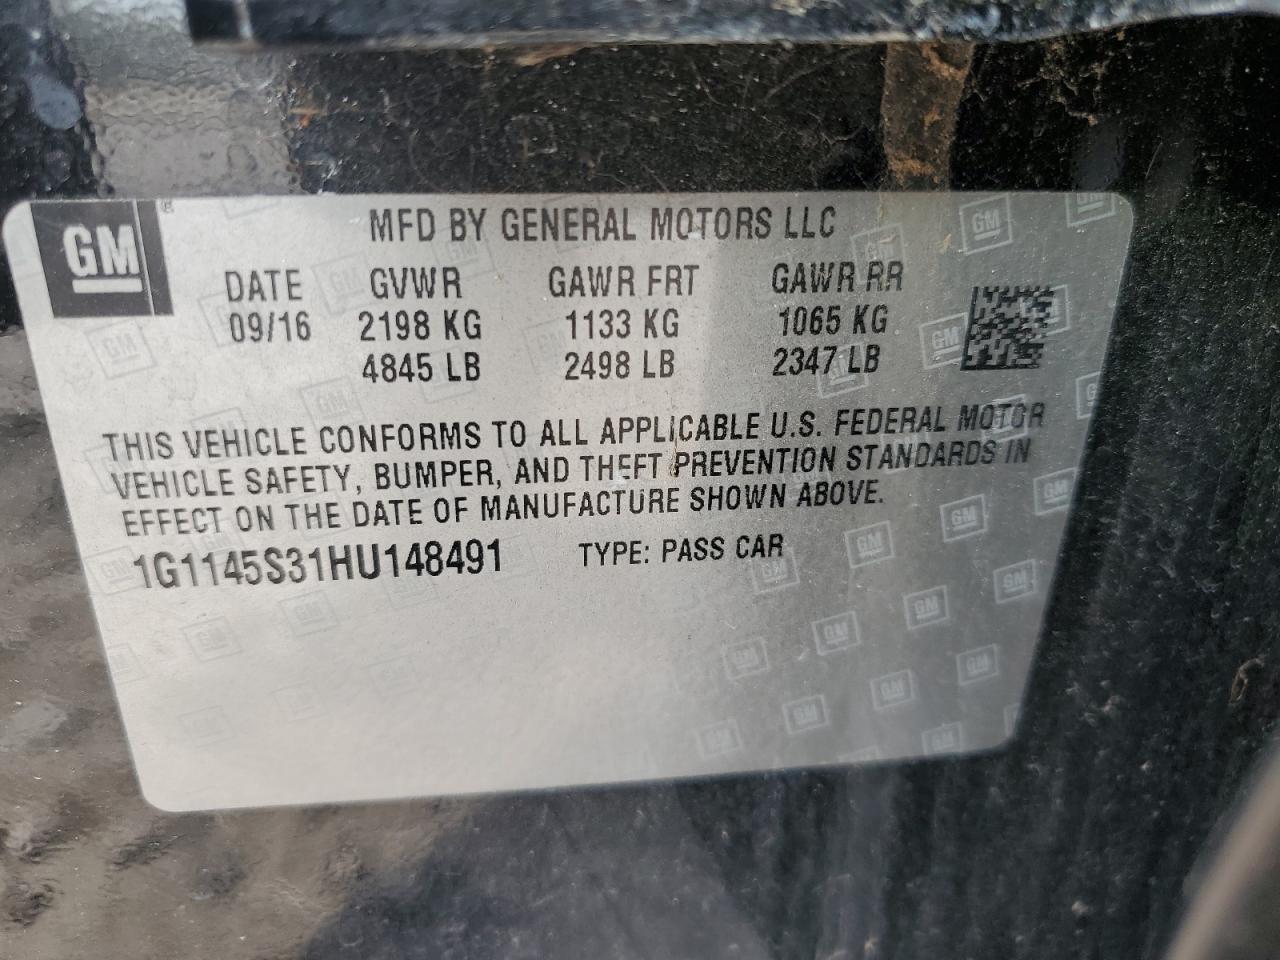 GM
MFD BY GENERAL MOTORS LLC
DATE GVWR GAWR FRT GAWR RR
09/16 2198 KG 1133 KG 1065 KG
4845 LB 2498 LB 2347 LB
THIS VEHICLE CONFORMS TO ALL APPLICABLE U.S. FEDERAL MOTOR
VEHICLE SAFETY, BUMPER, AND THEFT PREVENTION STANDARDS IN
EFFECT ON THE DATE OF MANUFACTURE SHOWN ABOVE.
1G1145S31HU148491 TYPE: PASS CAR